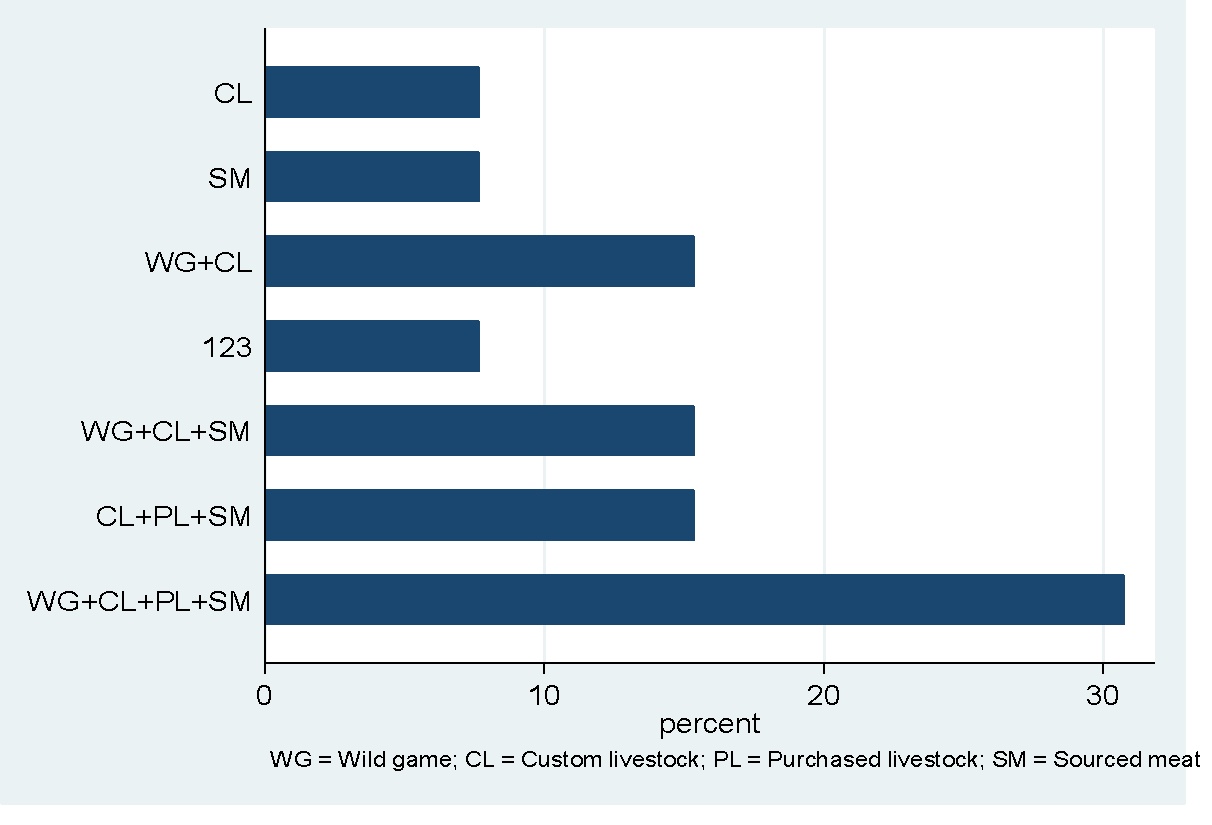 CL
SM
WG+CL
123
WG+CL+SM
CL+PL+SM
WG+CL+PL+SM
0 10 20 30
percent
WG = Wild game; CL = Custom livestock; PL = Purchased livestock; SM = Sourced meat